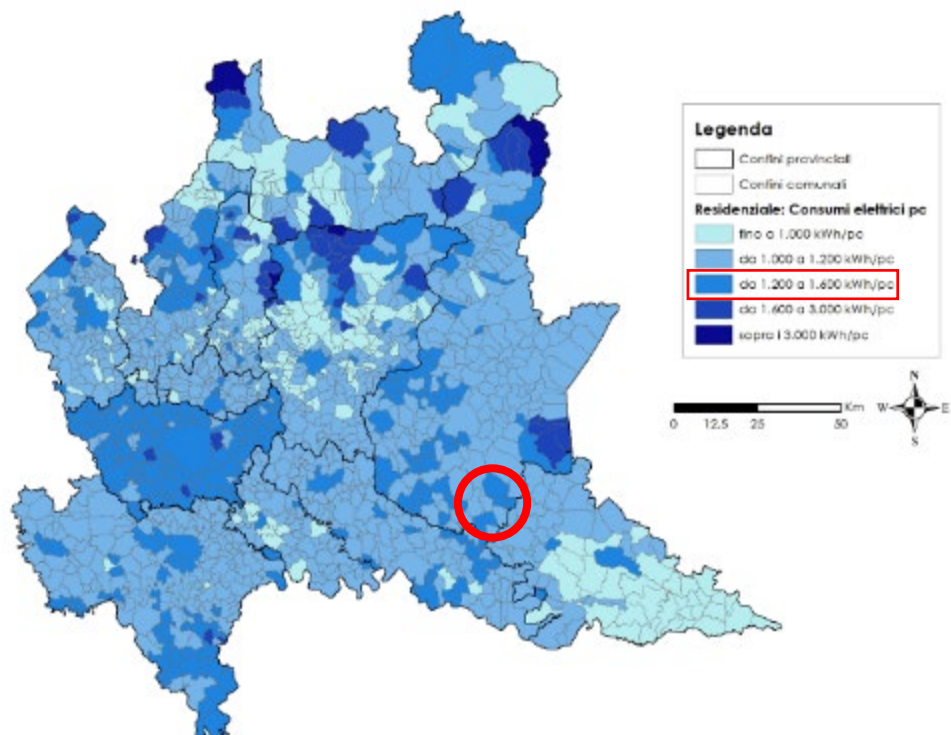 Legenda
Confini provinciali
Confini comunali
Residenziale: Consumi elettrici pc
fino a 1.000 kWh/pc
da 1.000 a 1.200 kWh/pc
da 1.200 a 1.600 kWh/pc
da 1.600 a 3.000 kWh/pc
sopra i 3.000 kWh/pc
N
W E
S
Km
0 12,5 25 50